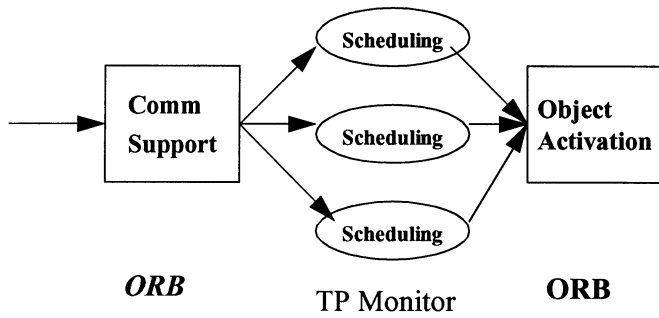 Scheduling
Comm
Support
Scheduling
Object
Activation
Scheduling
ORB
TP Monitor
ORB